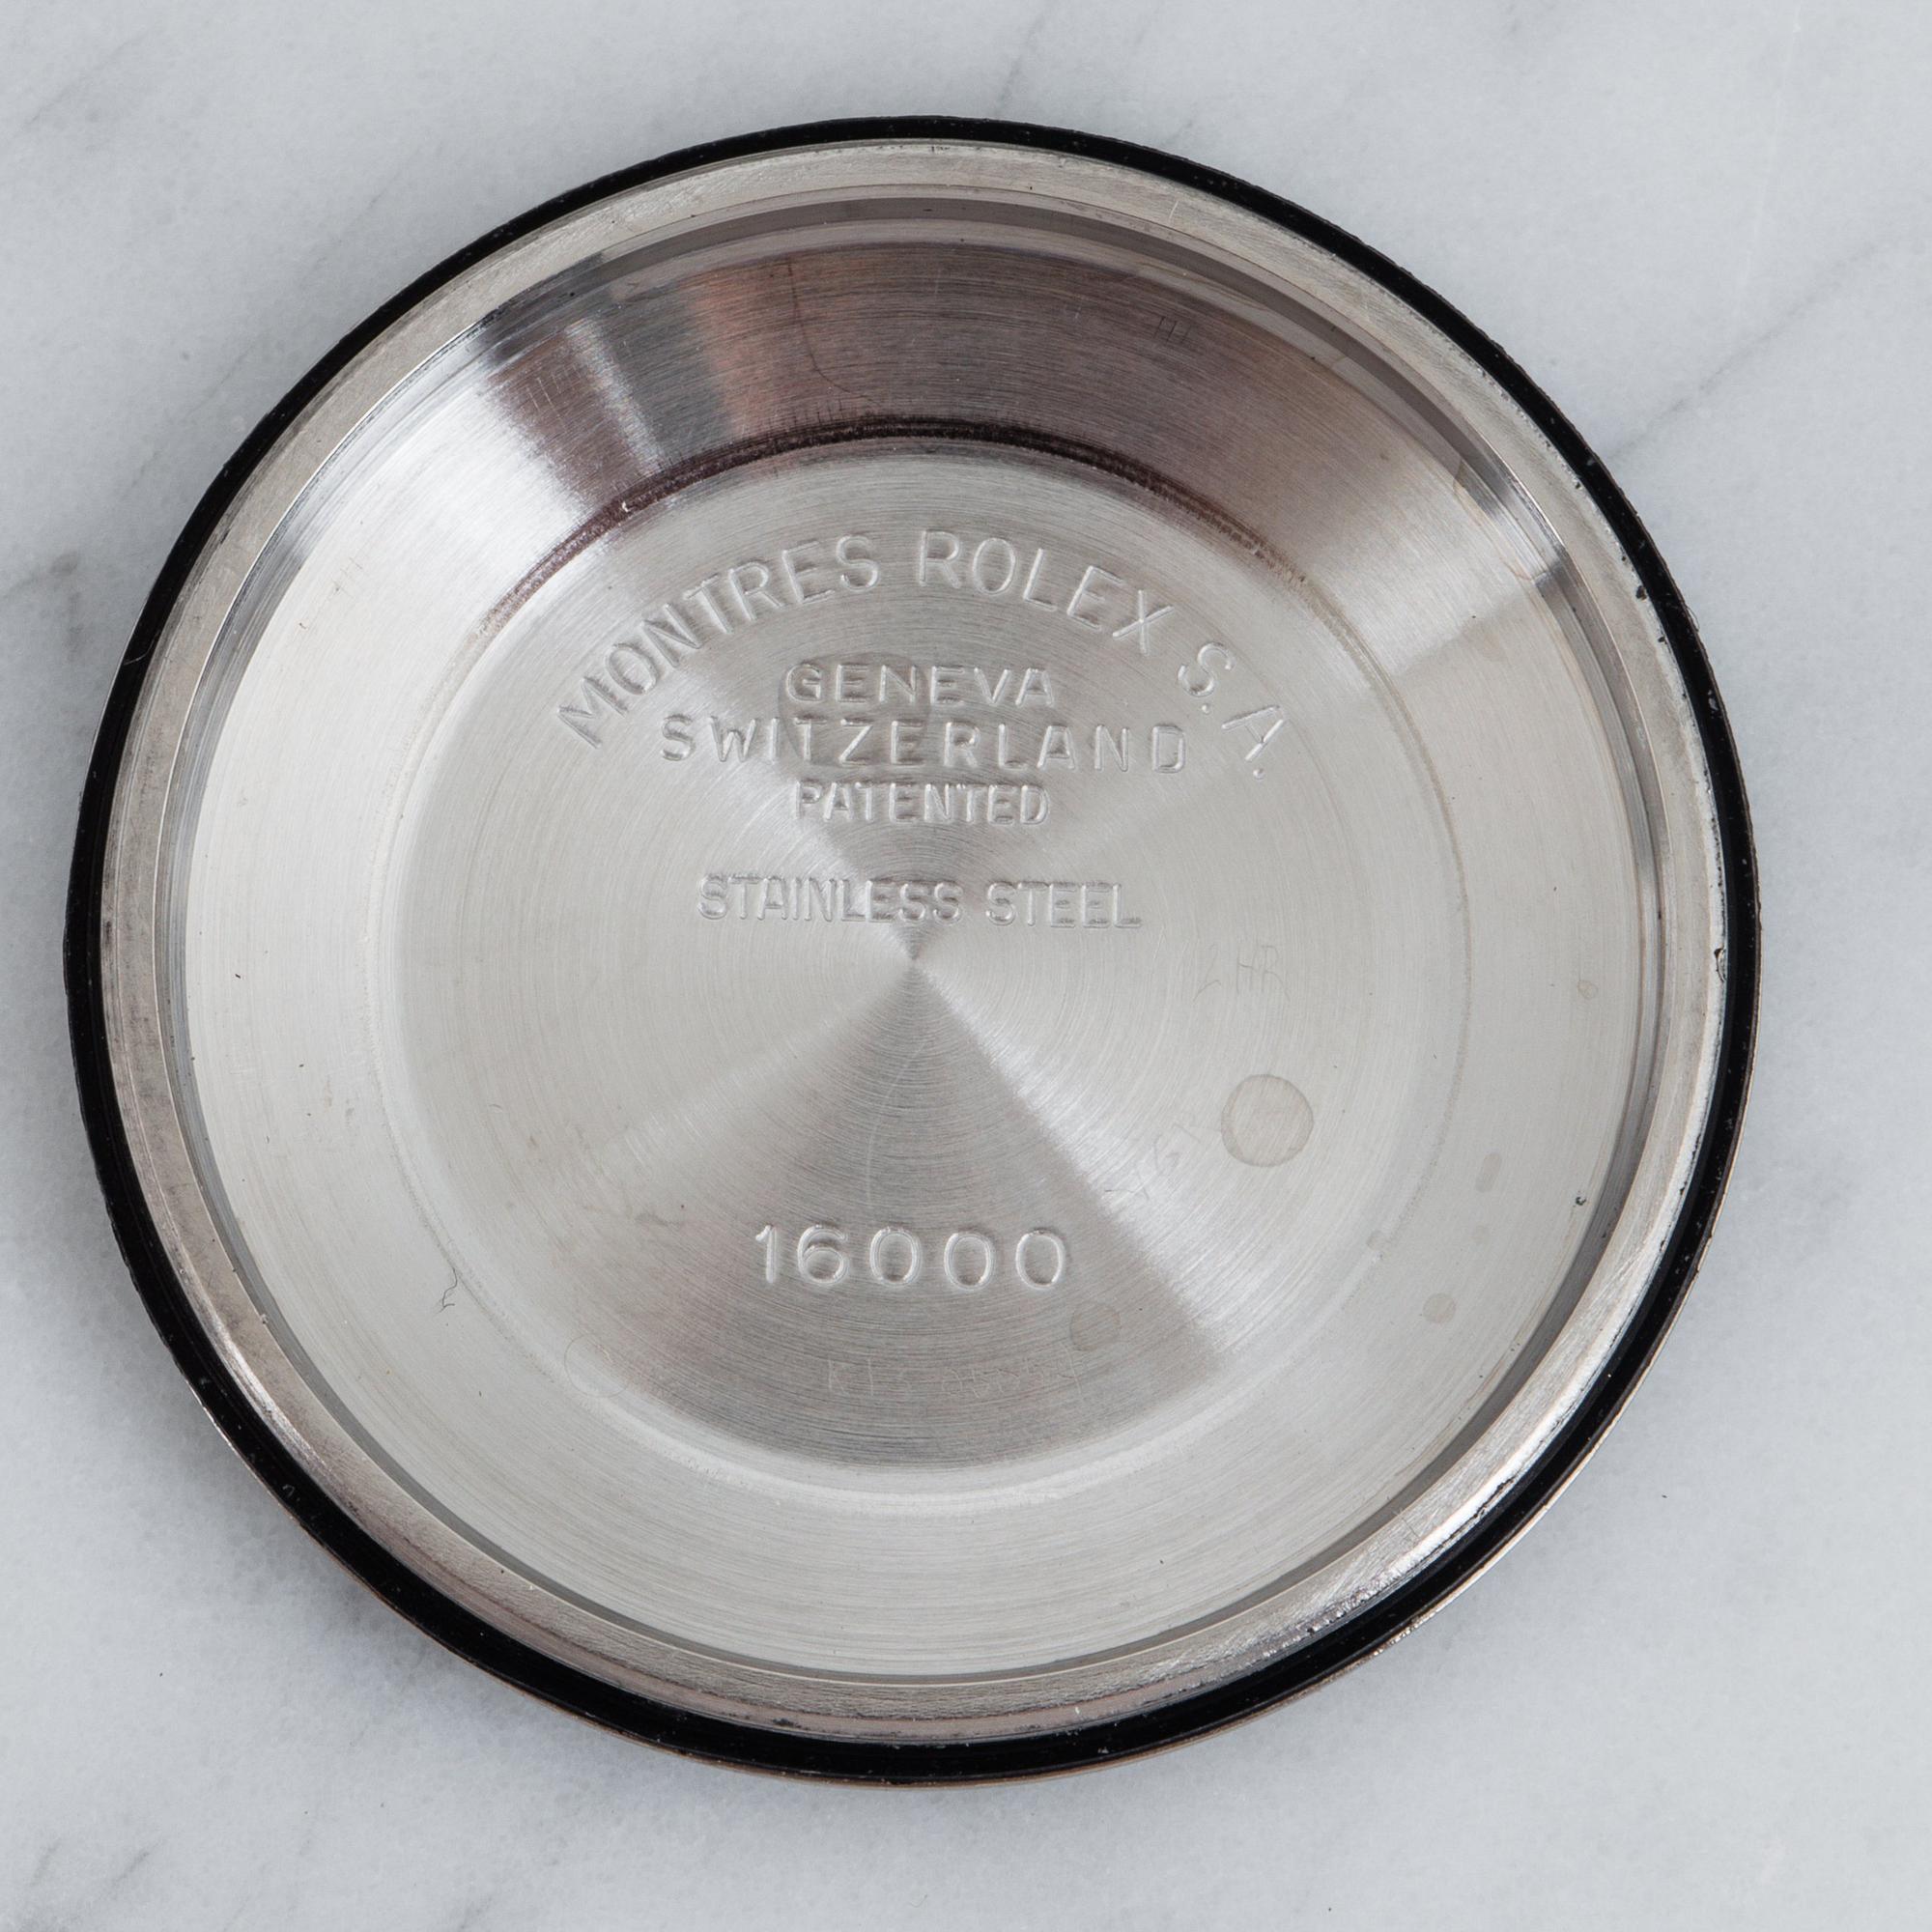 MONTRES ROLEX S.A.
GENEVA
SWITZERLAND
PATENTED
STAINLESS STEEL
16000